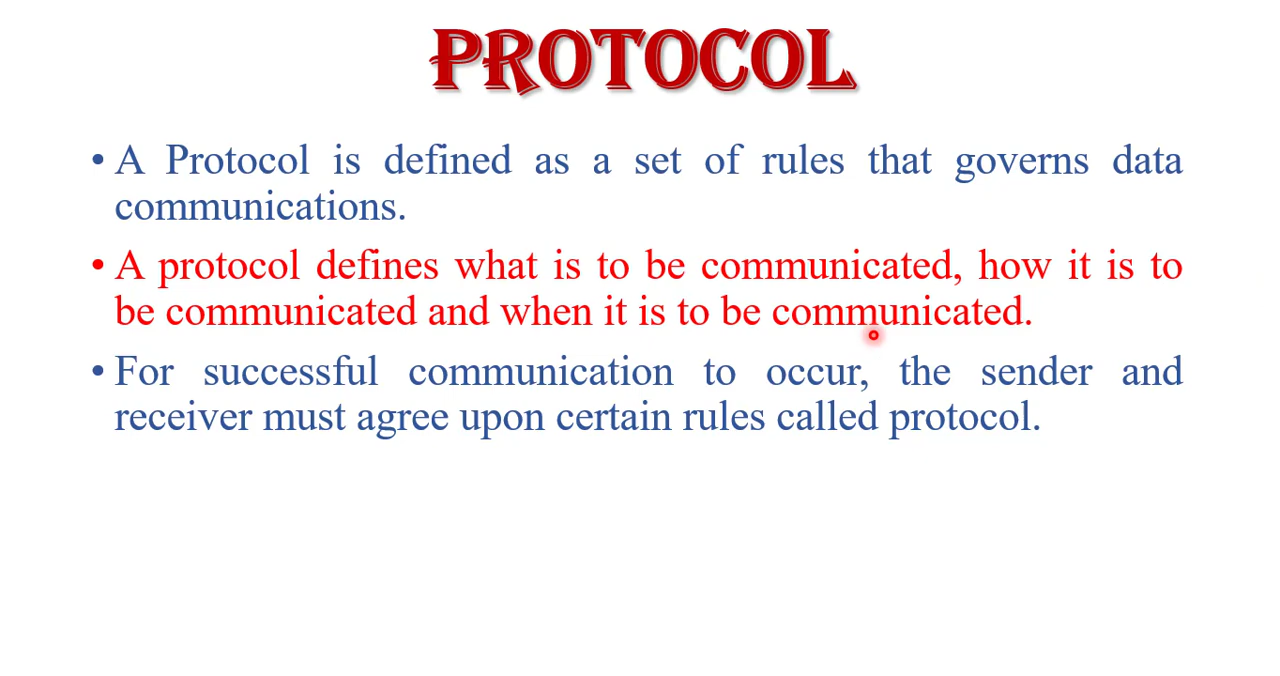 PROTOCOL
• A Protocol is defined as a set of rules that governs data
communications.
• A protocol defines what is to be communicated, how it is to
be communicated and when it is to be communicated.
• For successful communication to occur, the sender and
receiver must agree upon certain rules called protocol.